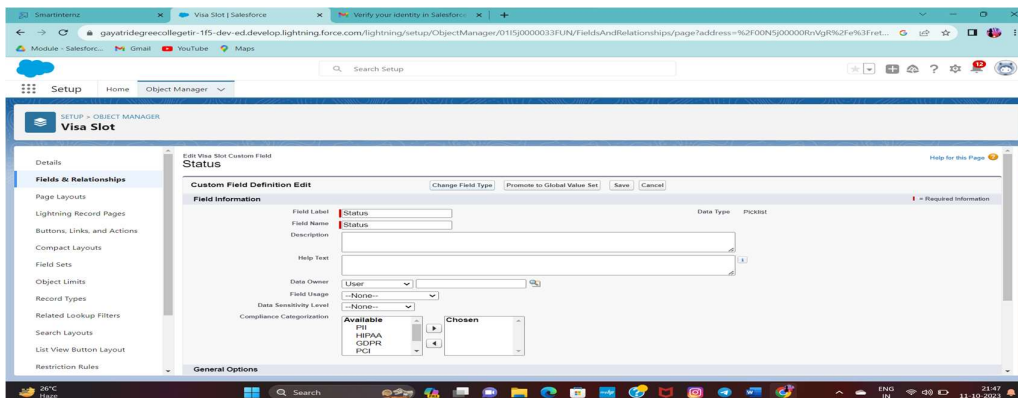 Smartinternz
Visa Slot | Salesforce
Verify your identity in Salesforce
gayatridegreecollegetir-1f5-dev-ed.develop.lightning.force.com/lightning/setup/ObjectManager/01I5j0000033FUN/FieldsAndRelationships/page?address=%2F00N5j00000RnVgR%2Fe%3Fret...
Module - Salesforc... Gmail YouTube Maps
Search Setup
12
Setup Home Object Manager
SETUP > OBJECT MANAGER
Visa Slot
Details
Fields & Relationships
Page Layouts
Lightning Record Pages
Buttons, Links, and Actions
Compact Layouts
Field Sets
Object Limits
Record Types
Related Lookup Filters
Search Layouts
List View Button Layout
Restriction Rules
Edit Visa Slot Custom Field
Status
Help for this Page
Custom Field Definition Edit Change Field Type Promote to Global Value Set Save Cancel
Field Information = Required Information
Field Label Status Data Type Picklist
Field Name Status
Description
Help Text
Data Owner User
Field Usage --None--
Data Sensitivity Level --None--
Compliance Categorization Available Chosen
PII
HIPAA
GDPR
PCI
General Options
26°C
Haze
Search
ENG
IN
21:47
11-10-2023